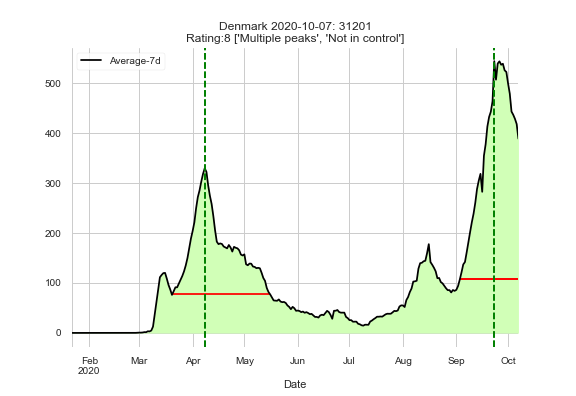 Denmark 2020-10-07: 31201
Rating:8 ['Multiple peaks', 'Not in control']
Average-7d
500
400
300
200
100
0
Feb Mar Apr May Jun Jul Aug Sep Oct
2020
Date